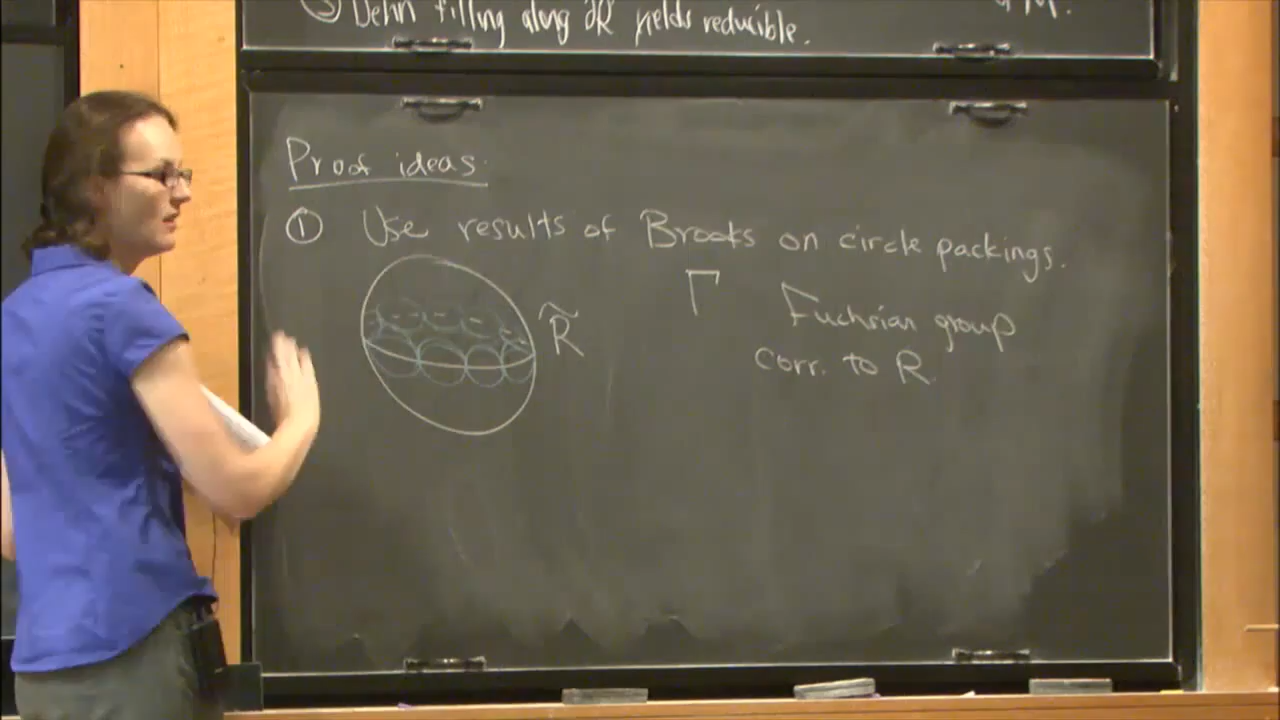 ③ Dehn filling along ∂R yields reducible.
M.
Proof ideas.
① Use results of Brooks on circle packings.
R̃
Γ Fuchsian group
corr. to R.